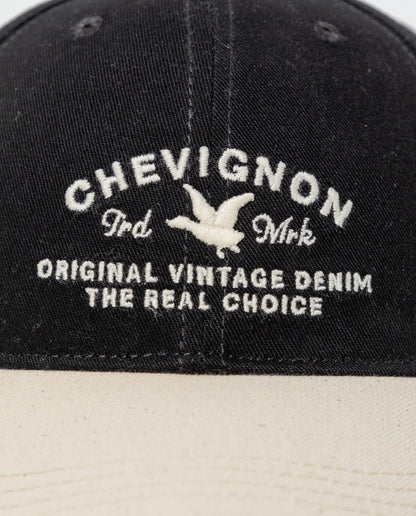 CHEVIGNON
Trd Mrk
ORIGINAL VINTAGE DENIM
THE REAL CHOICE